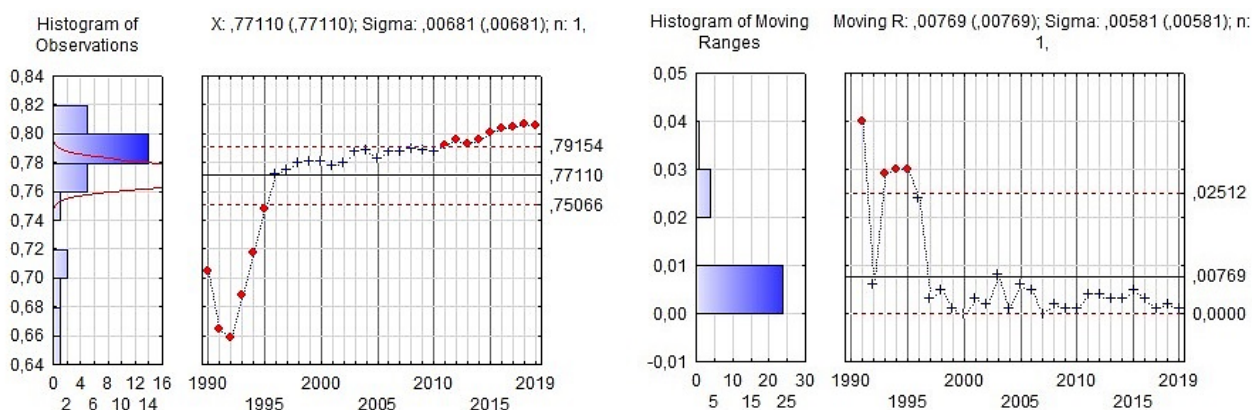 Histogram of
Observations
X: ,77110 (,77110); Sigma: ,00681 (,00681); n: 1,
0,84
0,82
0,80
0,78
0,76
0,74
0,72
0,70
0,68
0,66
0,64
0 4 8 12 16
2 6 10 14
,79154
,77110
,75066
1990 2000 2010 2019
1995 2005 2015
Histogram of Moving
Ranges
Moving R: ,00769 (,00769); Sigma: ,00581 (,00581); n:
1,
0,05
0,04
0,03
0,02
0,01
0,00
-0,01
0 10 20 30
5 15 25
,02512
,00769
0,0000
1990 2000 2010 2019
1995 2005 2015